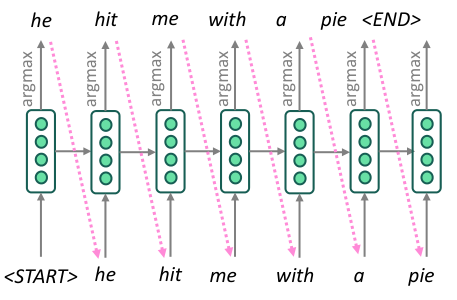 he hit me with a pie <END>
argmax argmax argmax argmax argmax argmax argmax
<START> he hit me with a pie